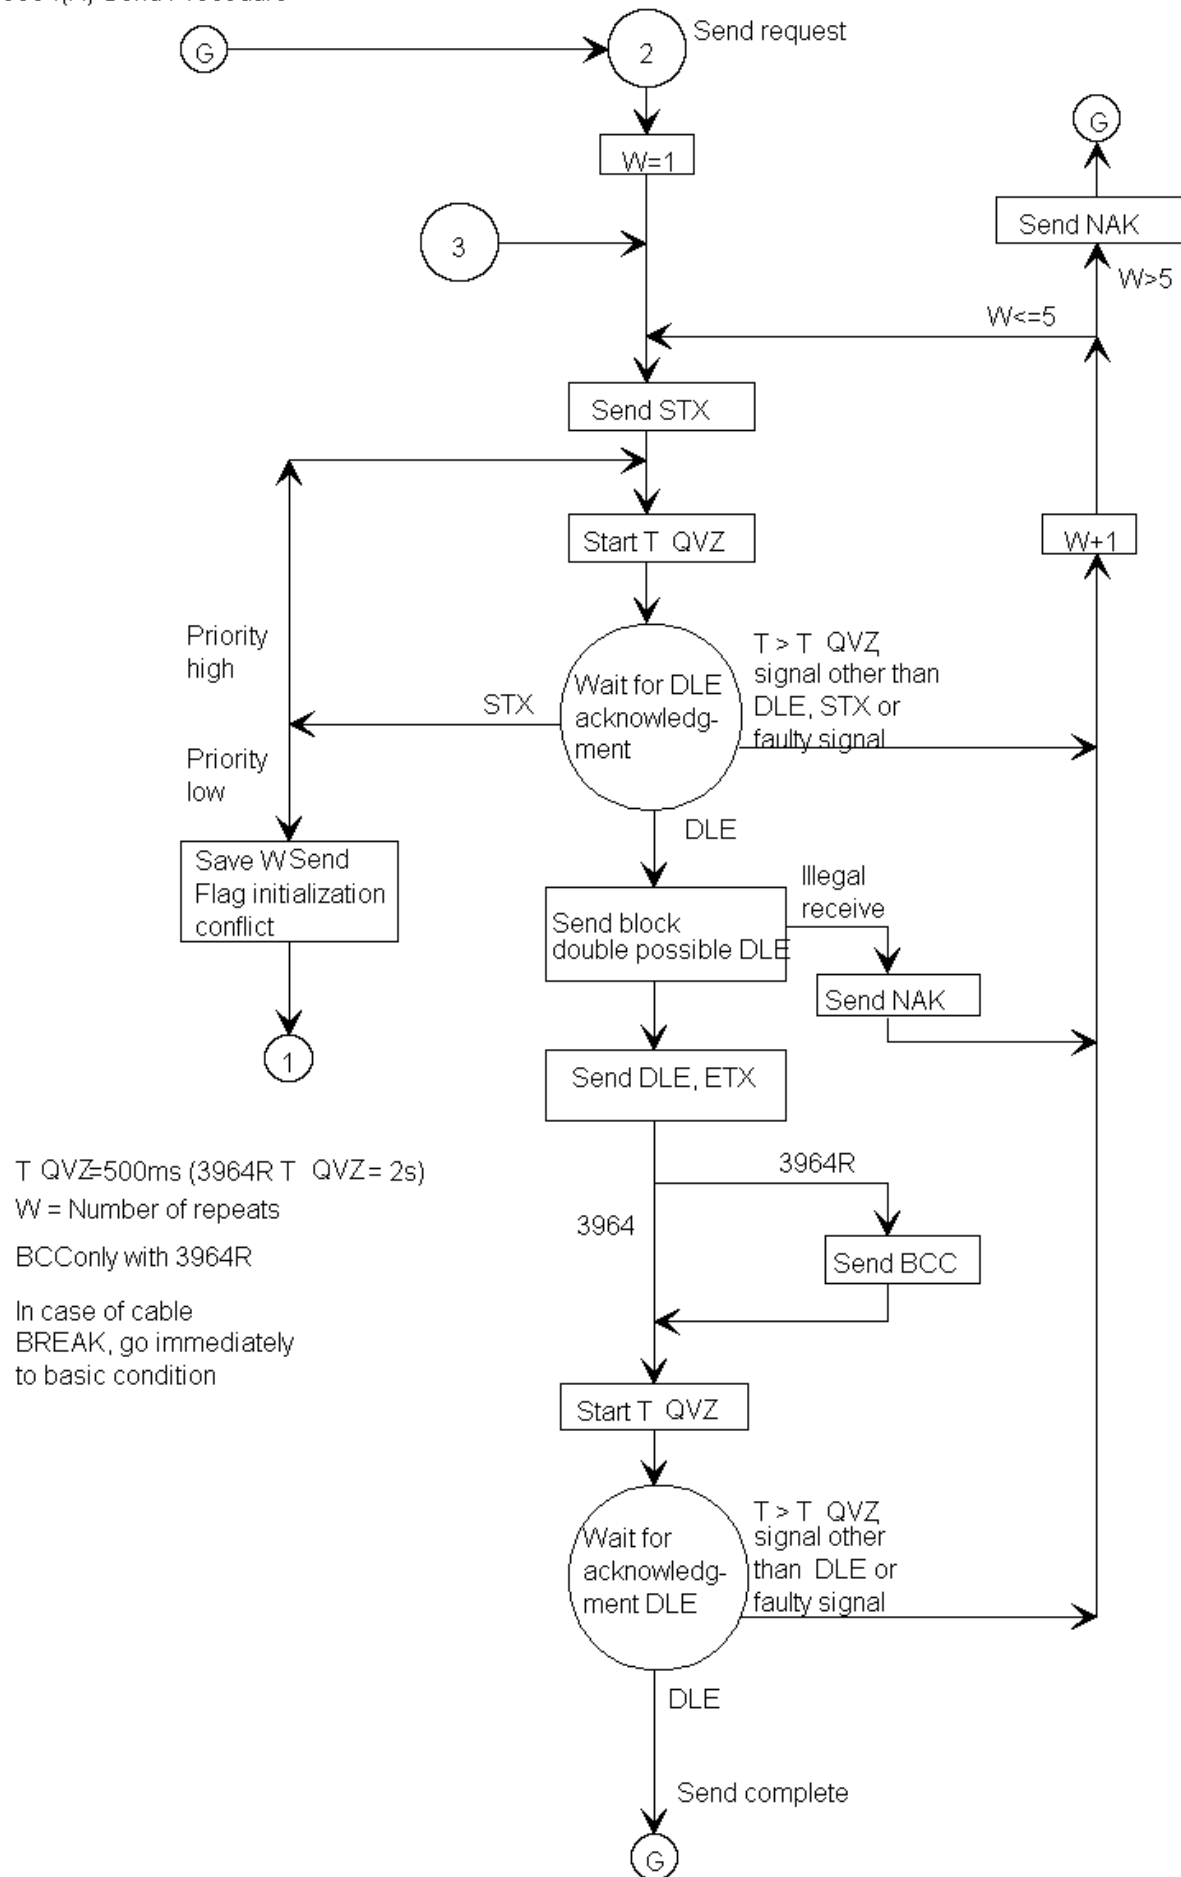 Send Procedure
G
2
Send request
W=1
G
Send NAK
W>5
3
W<=5
Send STX
Start T QVZ
W+1
Priority
high
STX
Wait for DLE
acknowledg-
ment
T > T QVZ,
signal other than
DLE, STX or
faulty signal
Priority
low
DLE
Save W Send
Flag initialization
conflict
Illegal
receive
Send block
double possible DLE
Send NAK
1
Send DLE, ETX
T QVZ=500ms (3964R T QVZ = 2s)
W = Number of repeats
BCConly with 3964R
In case of cable
BREAK, go immediately
to basic condition
3964R
3964
Send BCC
Start T QVZ
Wait for
acknowledg-
ment DLE
T > T QVZ,
signal other
than DLE or
faulty signal
DLE
Send complete
G